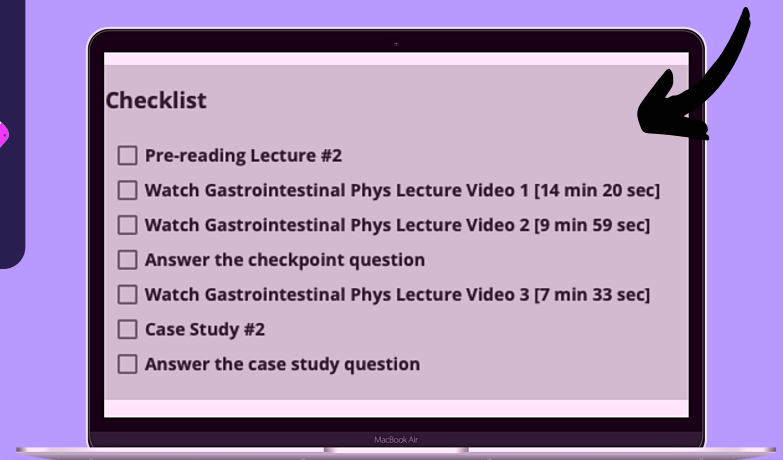 Checklist
Pre-reading Lecture #2
Watch Gastrointestinal Phys Lecture Video 1 [14 min 20 sec]
Watch Gastrointestinal Phys Lecture Video 2 [9 min 59 sec]
Answer the checkpoint question
Watch Gastrointestinal Phys Lecture Video 3 [7 min 33 sec]
Case Study #2
Answer the case study question
MacBook Air